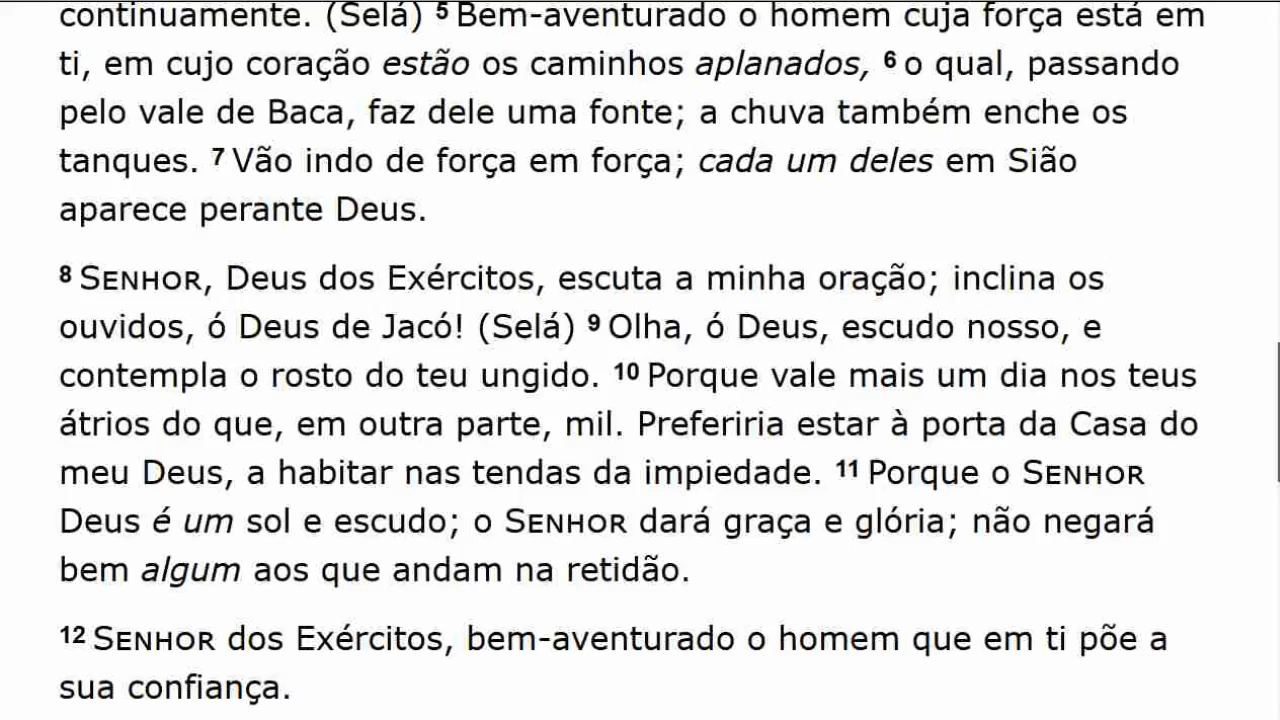 continuamente. (Selá) 5 Bem-aventurado o homem cuja força está em
ti, em cujo coração estão os caminhos aplanados, 6 o qual, passando
pelo vale de Baca, faz dele uma fonte; a chuva também enche os
tanques. 7 Vão indo de força em força; cada um deles em Sião
aparece perante Deus.
8 SENHOR, Deus dos Exércitos, escuta a minha oração; inclina os
ouvidos, ó Deus de Jacó! (Selá) 9 Olha, ó Deus, escudo nosso, e
contempla o rosto do teu ungido. 10 Porque vale mais um dia nos teus
átrios do que, em outra parte, mil. Preferiria estar à porta da Casa do
meu Deus, a habitar nas tendas da impiedade. 11 Porque o SENHOR
Deus é um sol e escudo; o SENHOR dará graça e glória; não negará
bem algum aos que andam na retidão.
12 SENHOR dos Exércitos, bem-aventurado o homem que em ti põe a
sua confiança.